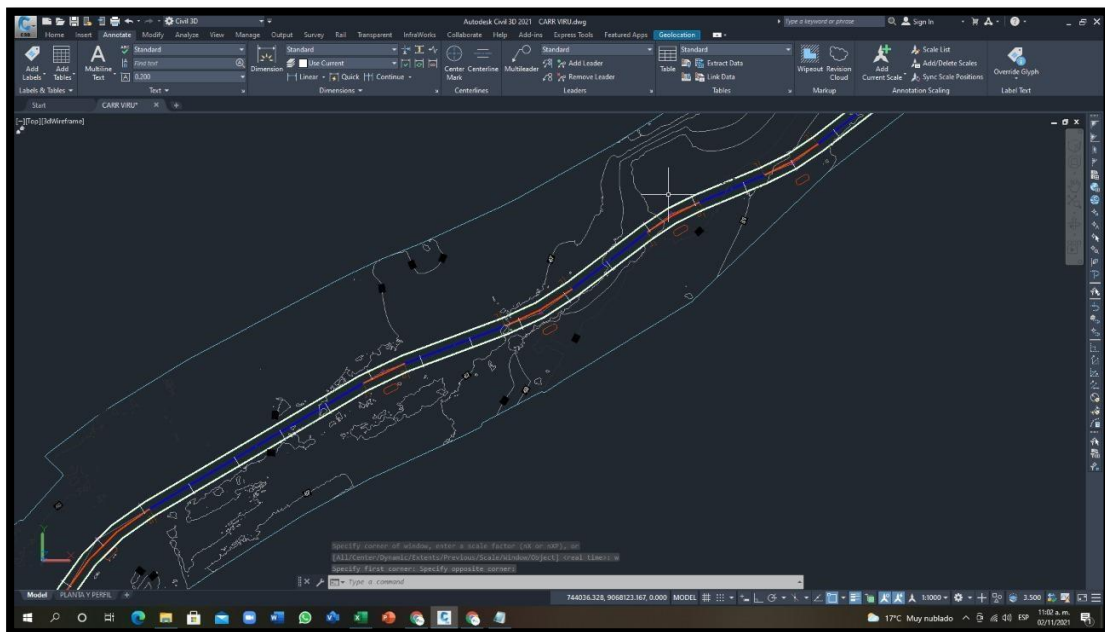 Civil 3D
Autodesk Civil 3D 2021 CARR VIRU.dwg
Type a keyword or phrase
Sign In
Home Insert Annotate Modify Analyze View Manage Output Survey Rail Transparent InfraWorks Collaborate Help Add-ins Express Tools Featured Apps Geolocation
Add Labels
Add Tables
Labels & Tables
Multiline Text
Standard
Find text
0.200
Text
Dimension
Standard
Use Current
Linear Quick Continue
Dimensions
Center Mark
Centerline
Centerlines
Multileader
Standard
Add Leader
Remove Leader
Leaders
Table
Standard
Extract Data
Link Data
Tables
Wipeout
Revision Cloud
Markup
Add Current Scale
Scale List
Add/Delete Scales
Sync Scale Positions
Annotation Scaling
Override Glyph
Label Text
Start CARR VIRU*
[-][Top][3dWireframe]
Specify corner of window, enter a scale factor (nX or nXP), or
[All/Center/Dynamic/Extents/Previous/Scale/Window/Object] <real time>: w
Specify first corner: Specify opposite corner:
Type a command
Model PLANTA Y PERFIL +
744036.328, 9068123.167, 0.000 MODEL
1:1000
3.500
17°C Muy nublado
ESP
11:02 a. m.
02/11/2021